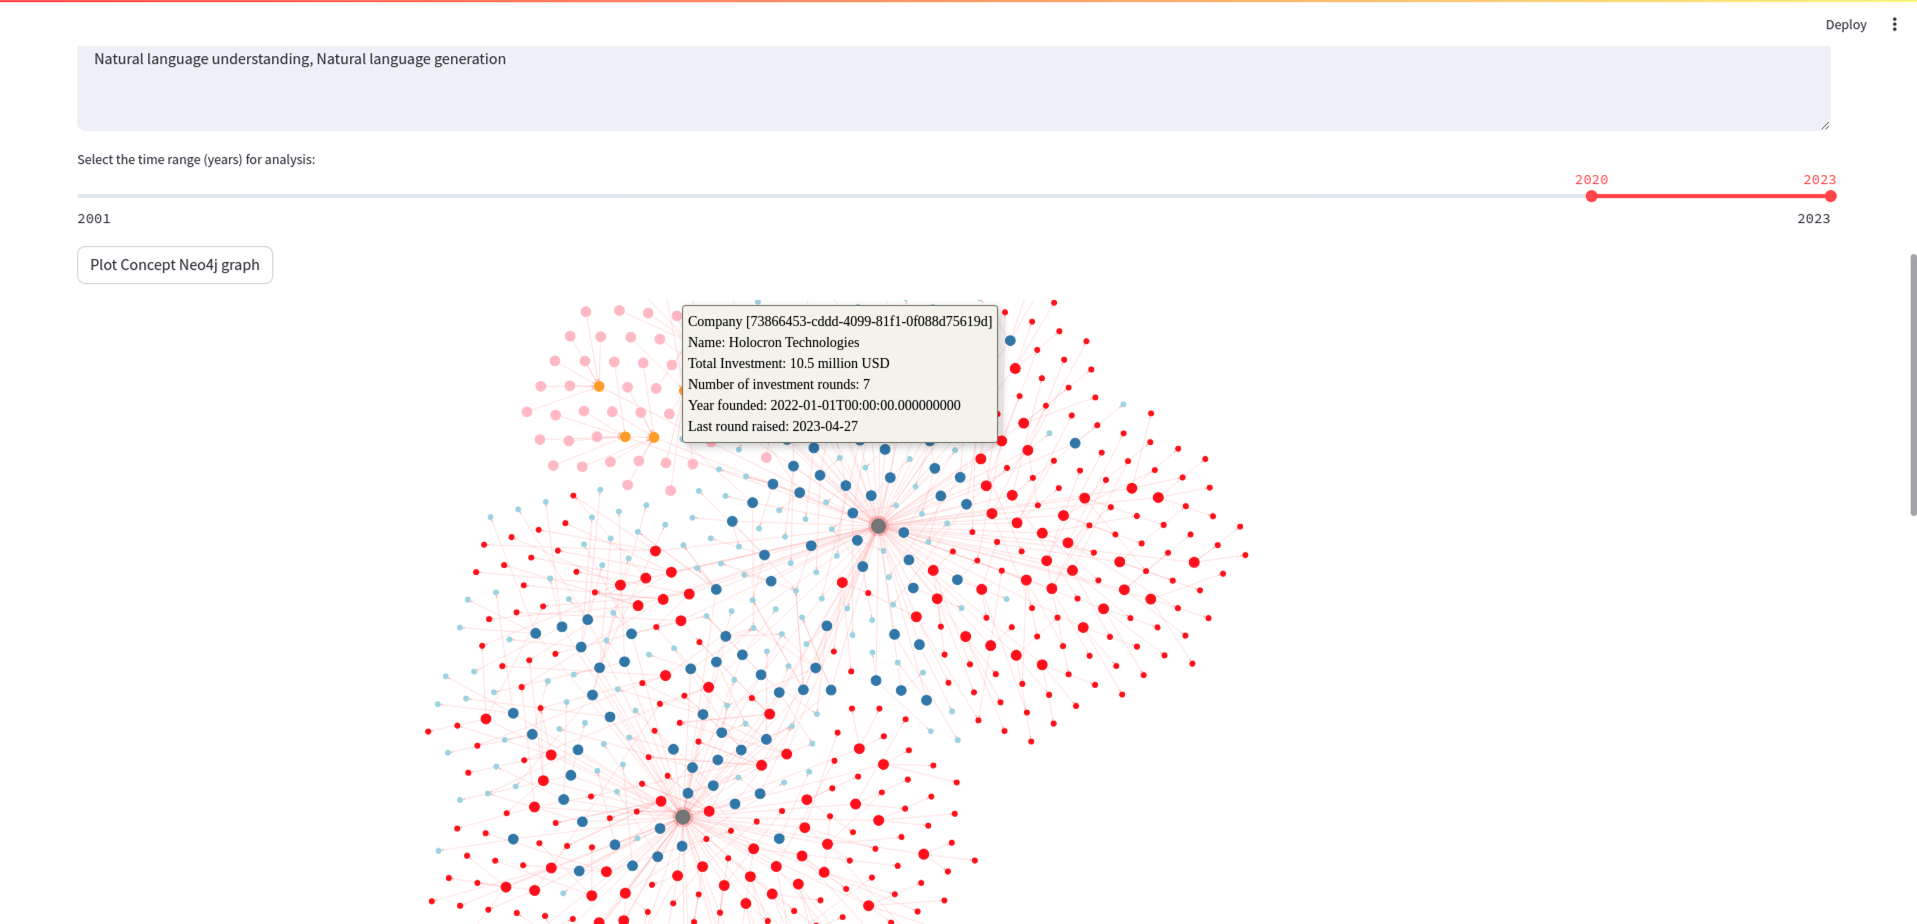 Deploy
Natural language understanding, Natural language generation
Select the time range (years) for analysis:
2020 2023
2001 2023
Plot Concept Neo4j graph
Company [73866453-cddd-4099-81f1-0f088d75619d]
Name: Holocron Technologies
Total Investment: 10.5 million USD
Number of investment rounds: 7
Year founded: 2022-01-01T00:00:00.000000000
Last round raised: 2023-04-27